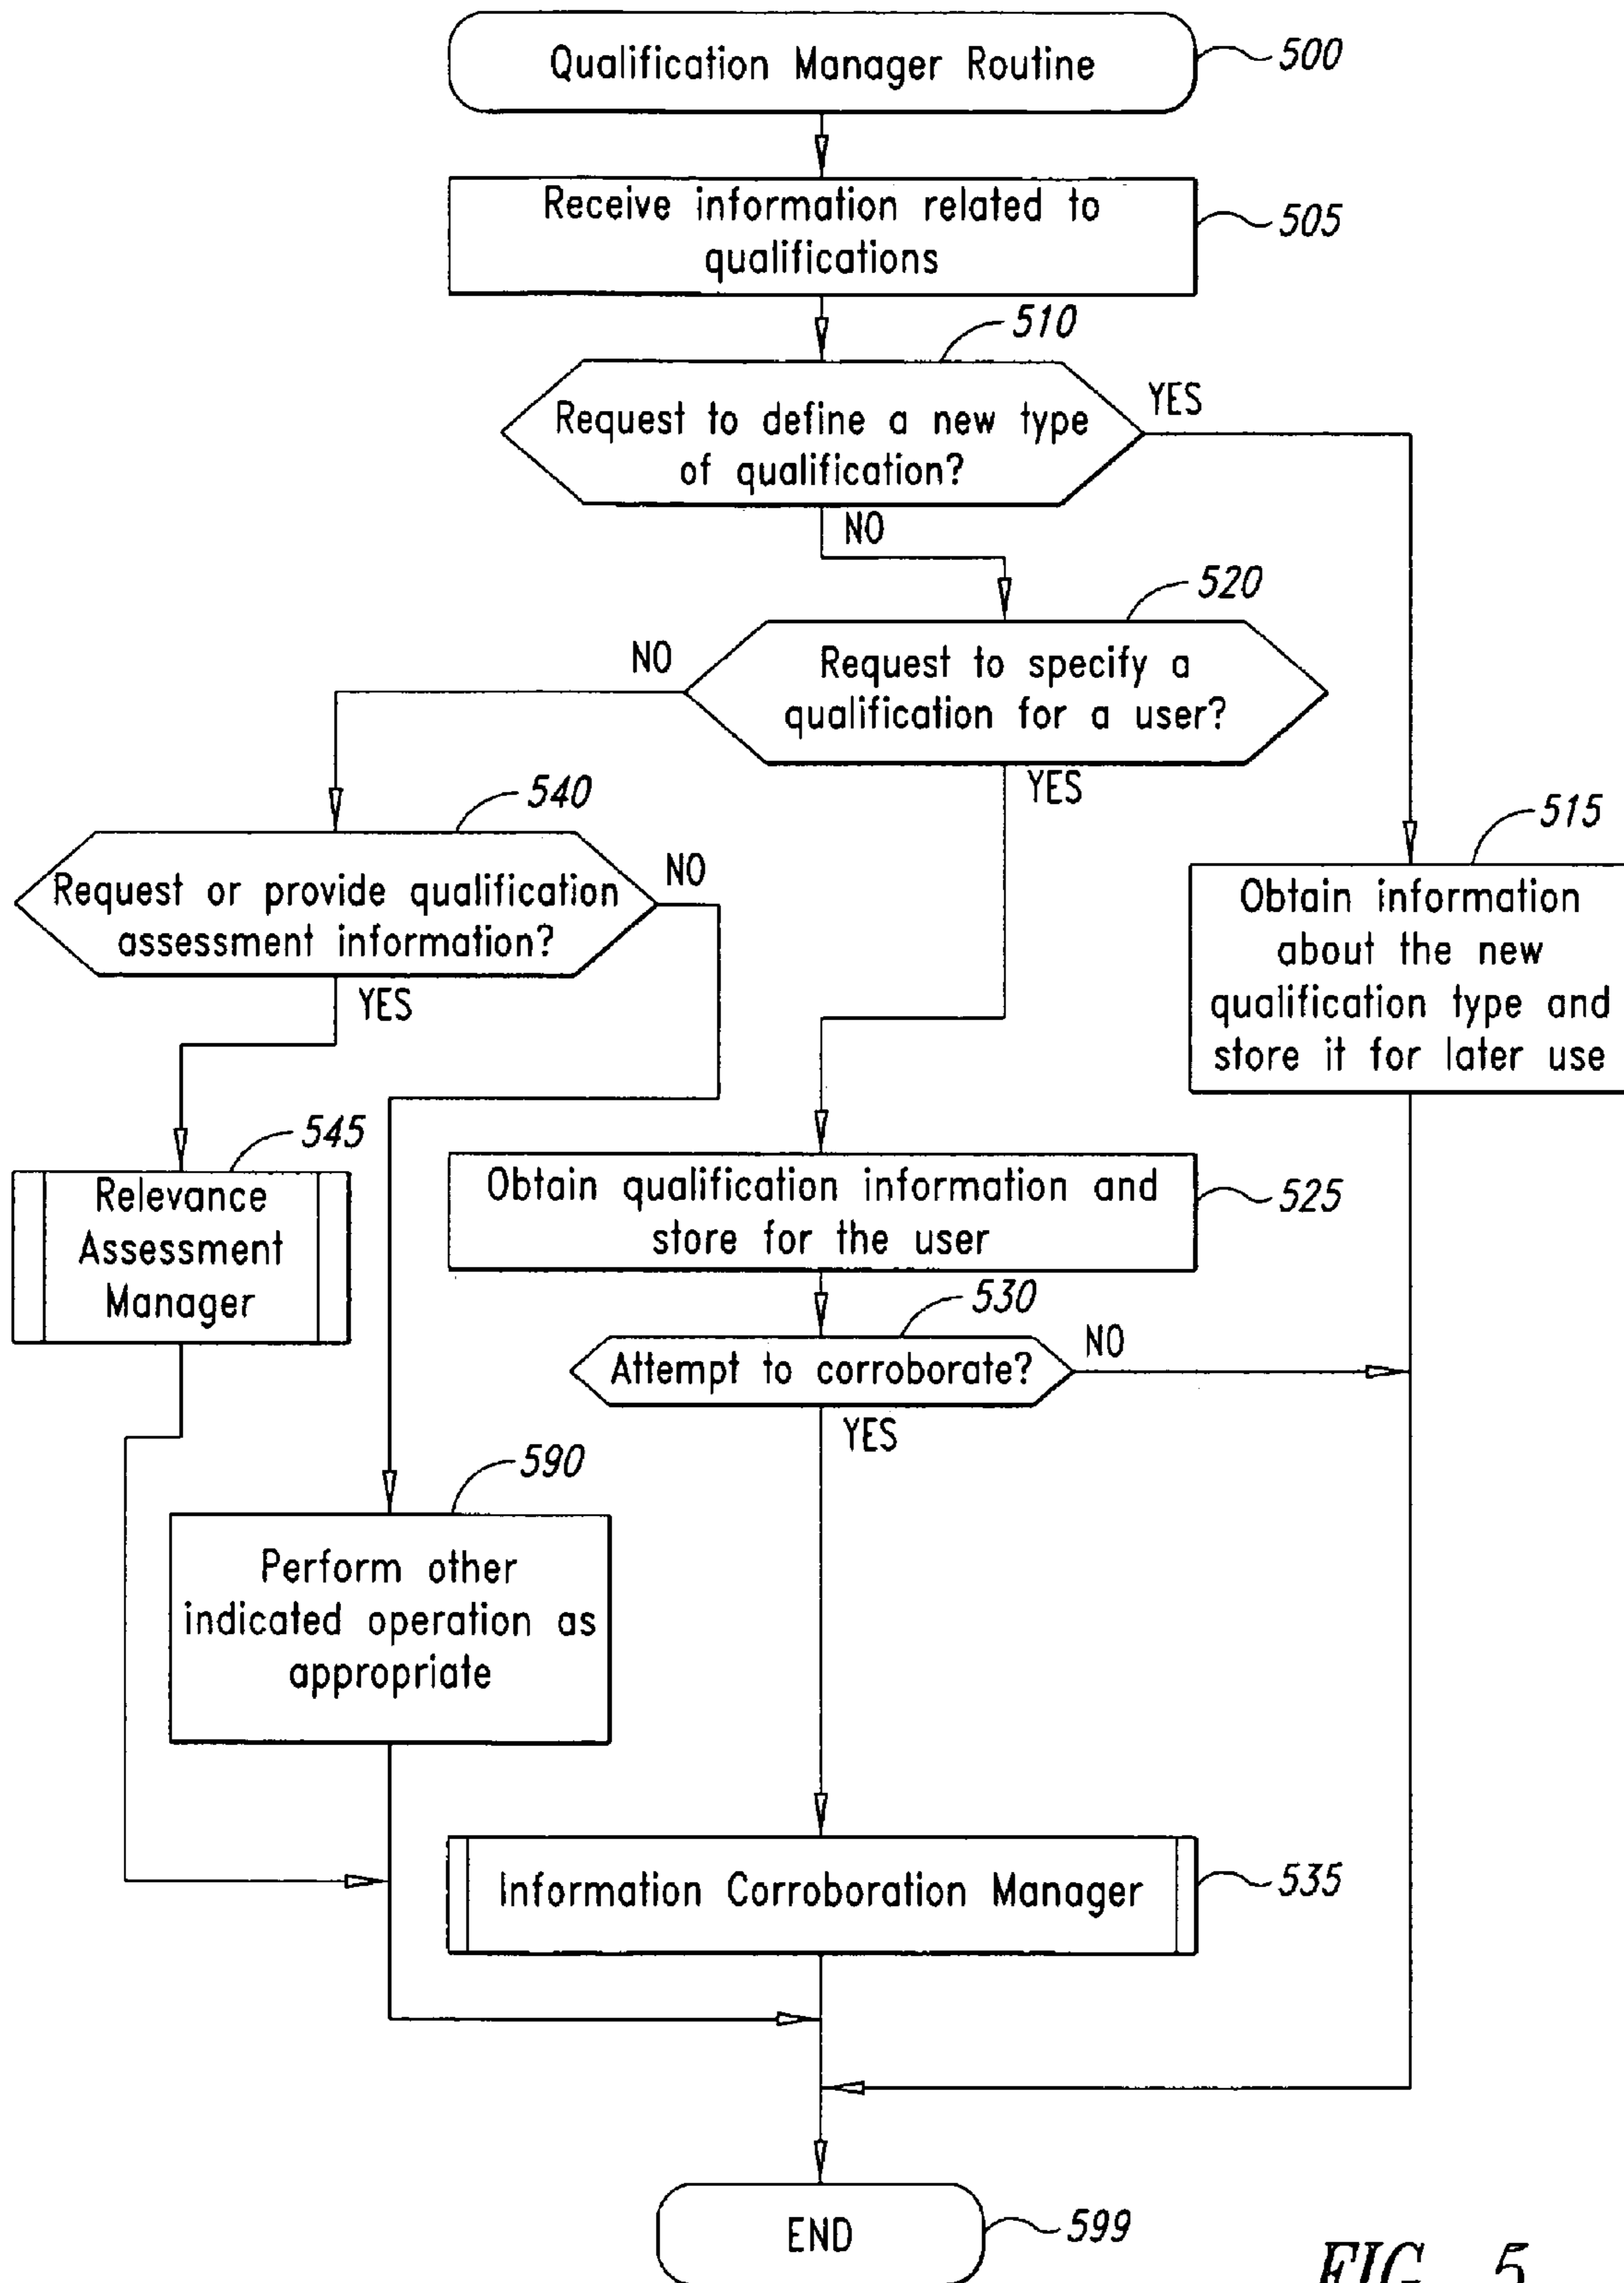 Qualification Manager Routine
500
Receive information related to
qualifications
505
510
Request to define a new type
of qualification?
YES
NO
520
Request to specify a
qualification for a user?
NO
YES
540
Request or provide qualification
assessment information?
NO
YES
515
Obtain information
about the new
qualification type and
store it for later use
545
Relevance
Assessment
Manager
Obtain qualification information and
store for the user
525
530
Attempt to corroborate?
NO
YES
590
Perform other
indicated operation as
appropriate
Information Corroboration Manager
535
END
599
FIG. 5